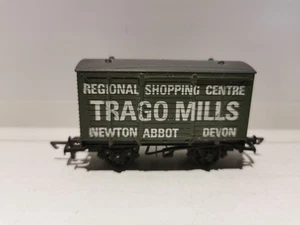 REGIONAL SHOPPING CENTRE
TRAGO MILLS
NEWTON ABBOT DEVON